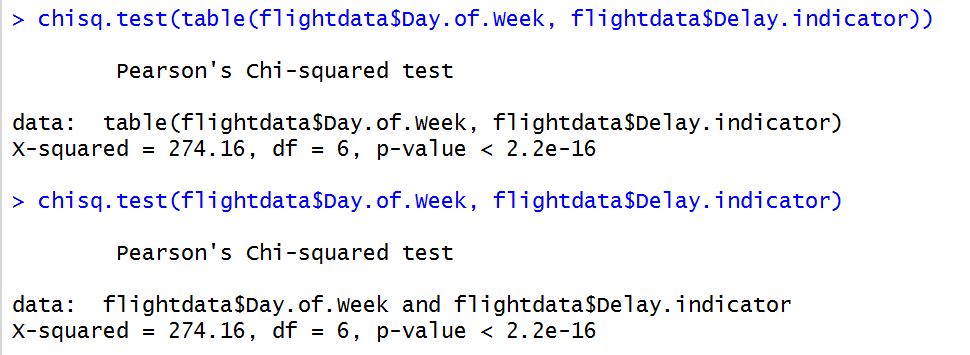 > chisq.test(table(flightdata$Day.of.Week, flightdata$Delay.indicator))
Pearson's Chi-squared test
data:  table(flightdata$Day.of.Week, flightdata$Delay.indicator)
X-squared = 274.16, df = 6, p-value < 2.2e-16
> chisq.test(flightdata$Day.of.Week, flightdata$Delay.indicator)
Pearson's Chi-squared test
data:  flightdata$Day.of.Week and flightdata$Delay.indicator
X-squared = 274.16, df = 6, p-value < 2.2e-16